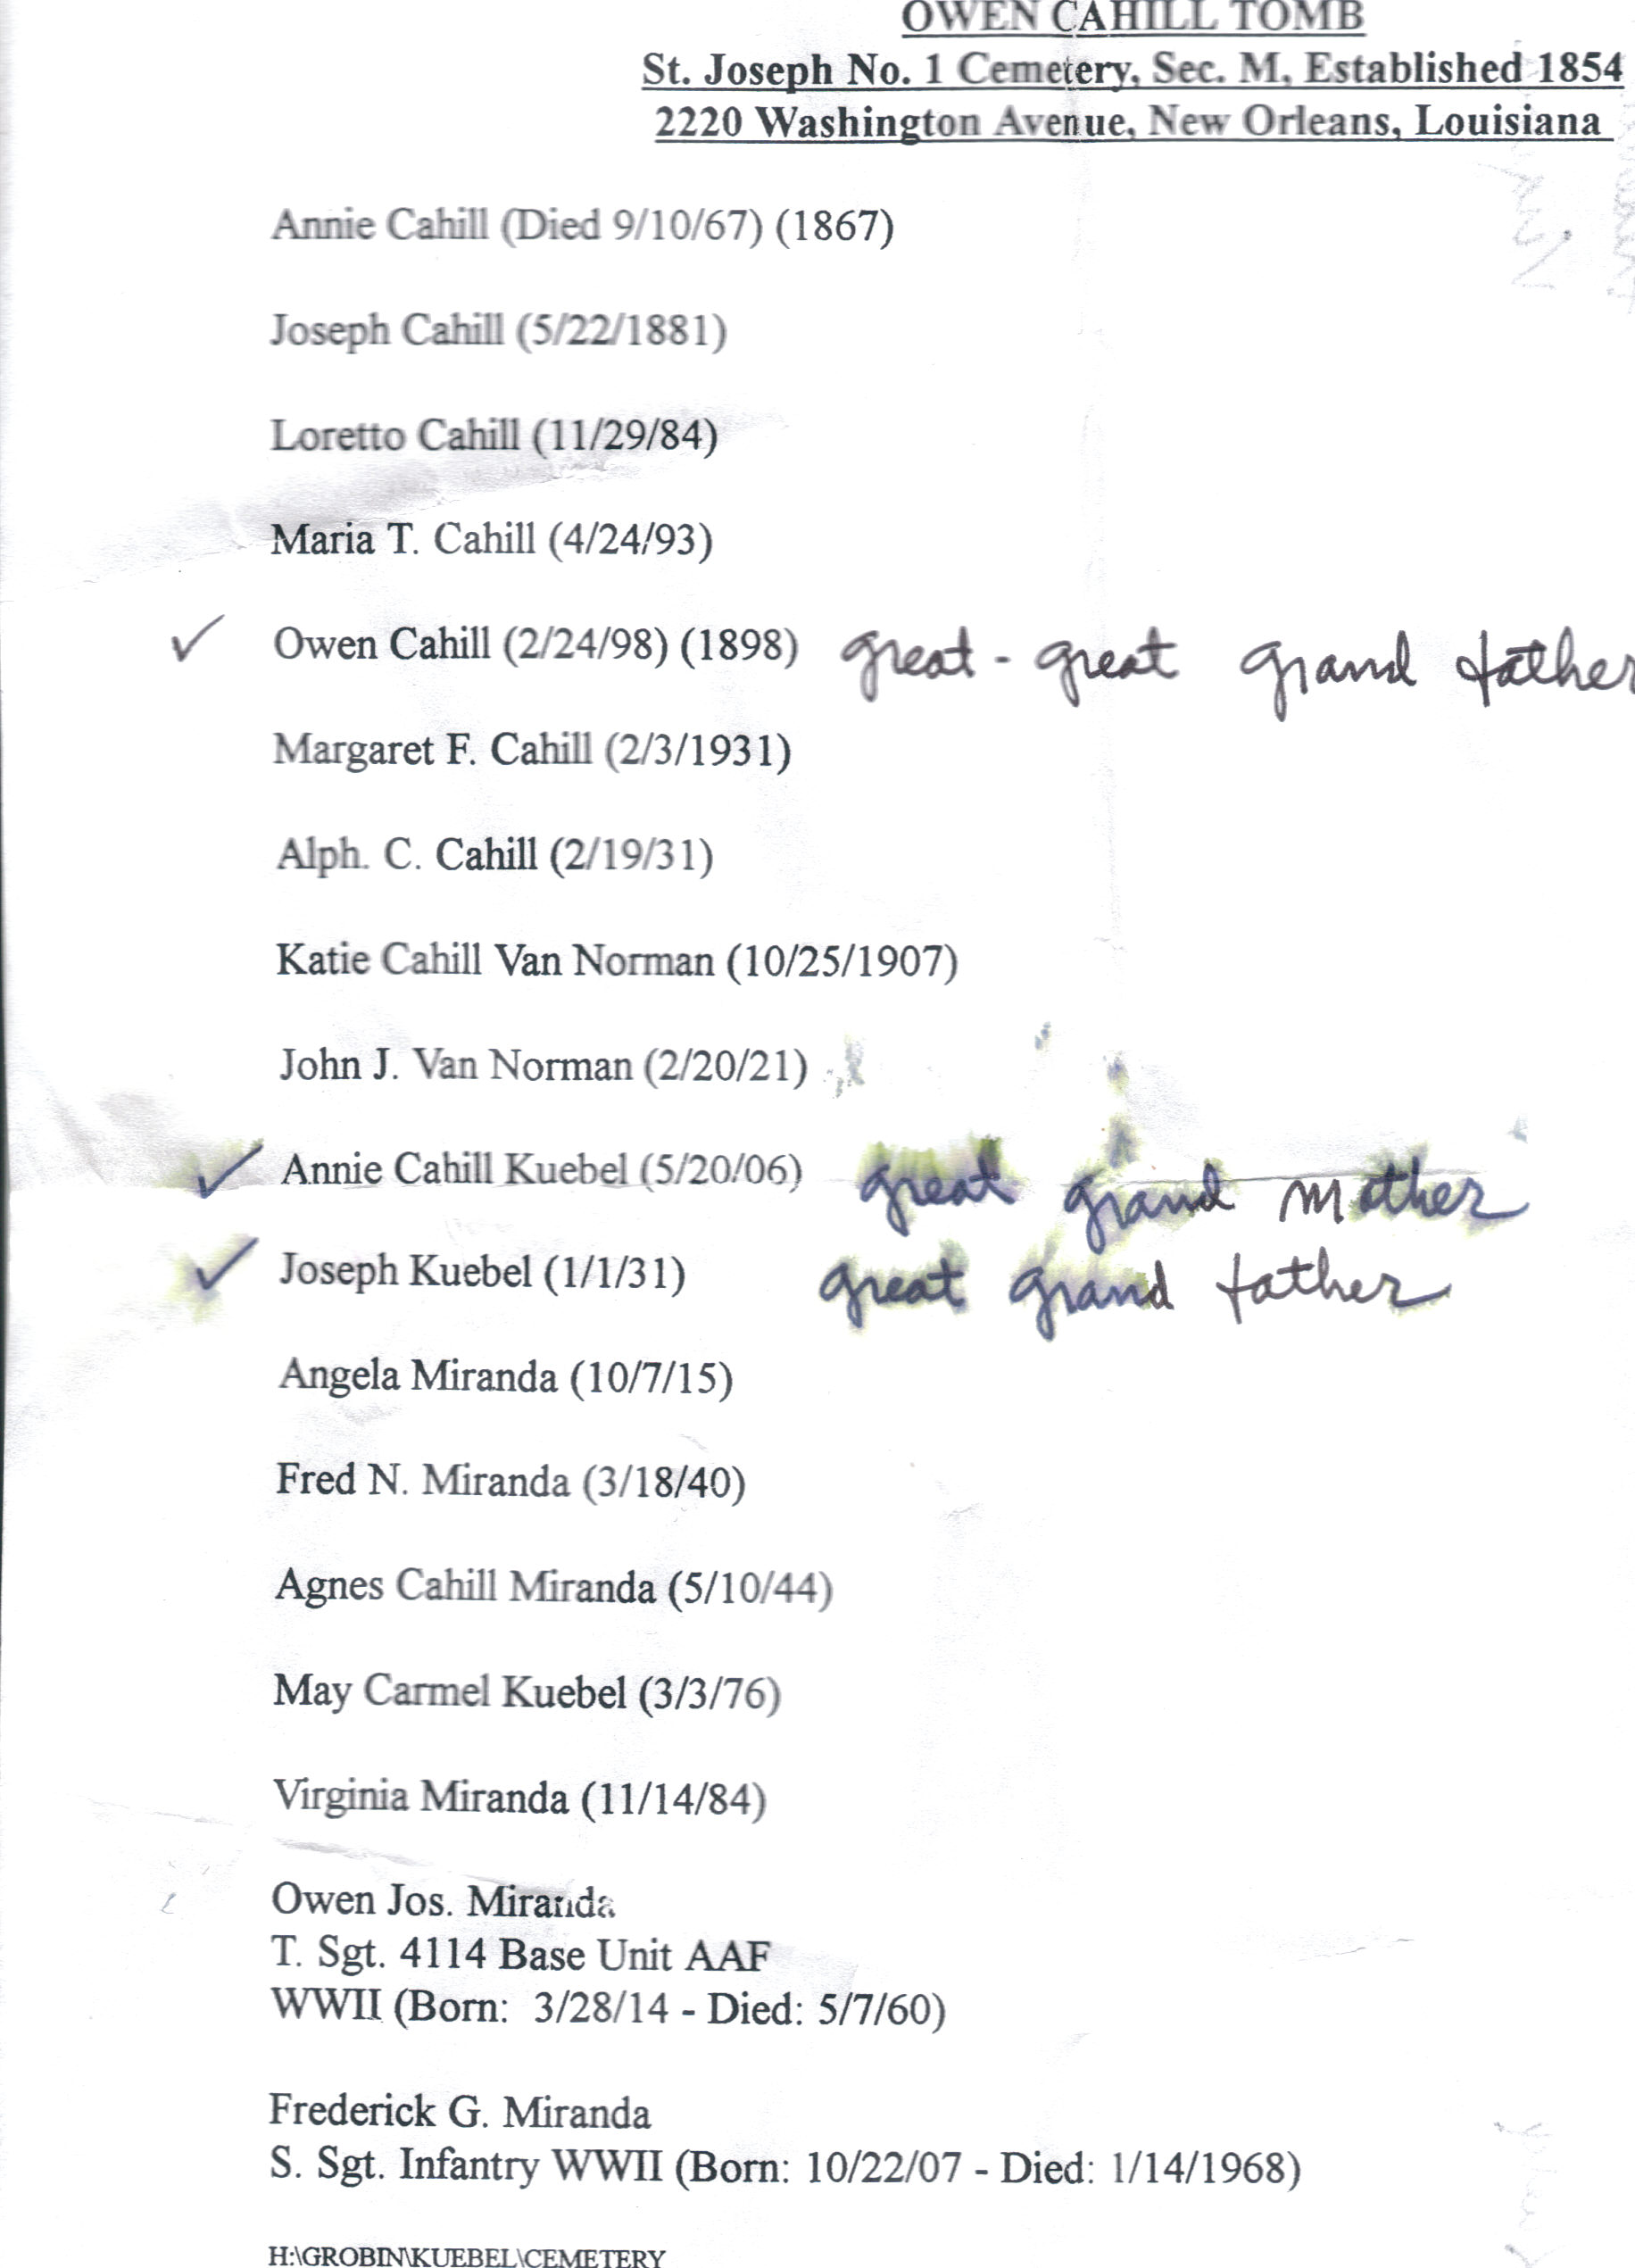 OWEN CAHILL TOMB
St. Joseph No. 1 Cemetery, Sec. M, Established 1854
2220 Washington Avenue, New Orleans, Louisiana
Annie Cahill (Died 9/10/67) (1867)
Joseph Cahill (5/22/1881)
Loretto Cahill (11/29/84)
Maria T. Cahill (4/24/93)
✓ Owen Cahill (2/24/98) (1898) great-great grand father
Margaret F. Cahill (2/3/1931)
Alph. C. Cahill (2/19/31)
Katie Cahill Van Norman (10/25/1907)
John J. Van Norman (2/20/21)
✓ Annie Cahill Kuebel (5/20/06) great grand mother
✓ Joseph Kuebel (1/1/31) great grand father
Angela Miranda (10/7/15)
Fred N. Miranda (3/18/40)
Agnes Cahill Miranda (5/10/44)
May Carmel Kuebel (3/3/76)
Virginia Miranda (11/14/84)
Owen Jos. Miranda
T. Sgt. 4114 Base Unit AAF
WWII (Born: 3/28/14 - Died: 5/7/60)
Frederick G. Miranda
S. Sgt. Infantry WWII (Born: 10/22/07 - Died: 1/14/1968)
H:\GROBIN\KUEBEL\CEMETERY